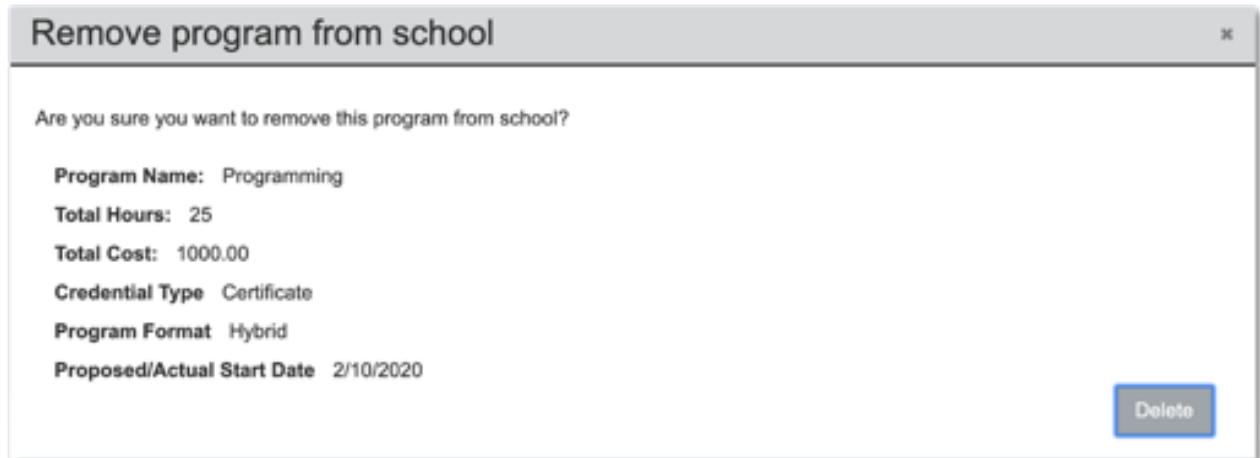 Remove program from school
Are you sure you want to remove this program from school?
Program Name: Programming
Total Hours: 25
Total Cost: 1000.00
Credential Type Certificate
Program Format Hybrid
Proposed/Actual Start Date 2/10/2020
Delete